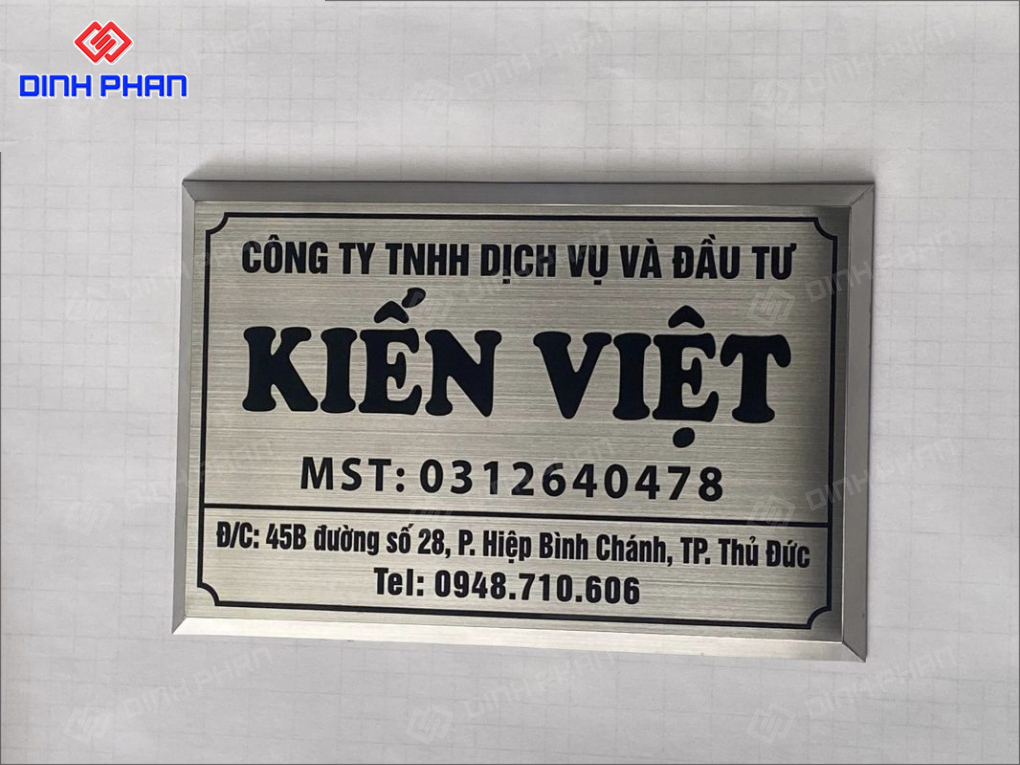 DINH PHAN
CÔNG TY TNHH DỊCH VỤ VÀ ĐẦU TƯ
KIẾN VIỆT
MST: 0312640478
Đ/C: 45B đường số 28, P. Hiệp Bình Chánh, TP. Thủ Đức
Tel: 0948.710.606